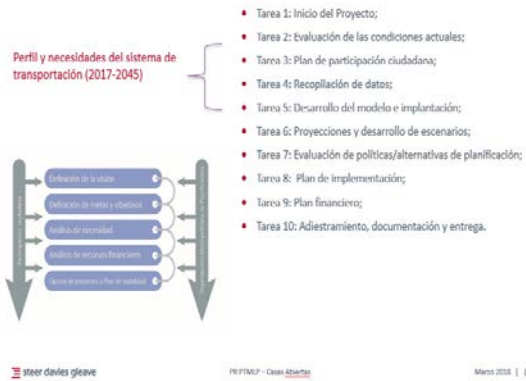 Perfil y necesidades del sistema de
transportación (2017-2045)
Tarea 1: Inicio del Proyecto;
Tarea 2: Evaluación de las condiciones actuales;
Tarea 3: Plan de participación ciudadana;
Tarea 4: Recopilación de datos;
Tarea 5: Desarrollo del modelo e implantación;
Tarea 6: Proyecciones y desarrollo de escenarios;
Tarea 7: Evaluación de políticas/alternativas de planificación;
Tarea 8: Plan de implementación;
Tarea 9: Plan financiero;
Tarea 10: Adiestramiento, documentación y entrega.
Definición de la visión
Definición de metas y objetivos
Análisis de necesidad
Análisis de recursos financieros
steer davies gleave
PR PTMLP – Casas Abiertas
Marzo 2018 |